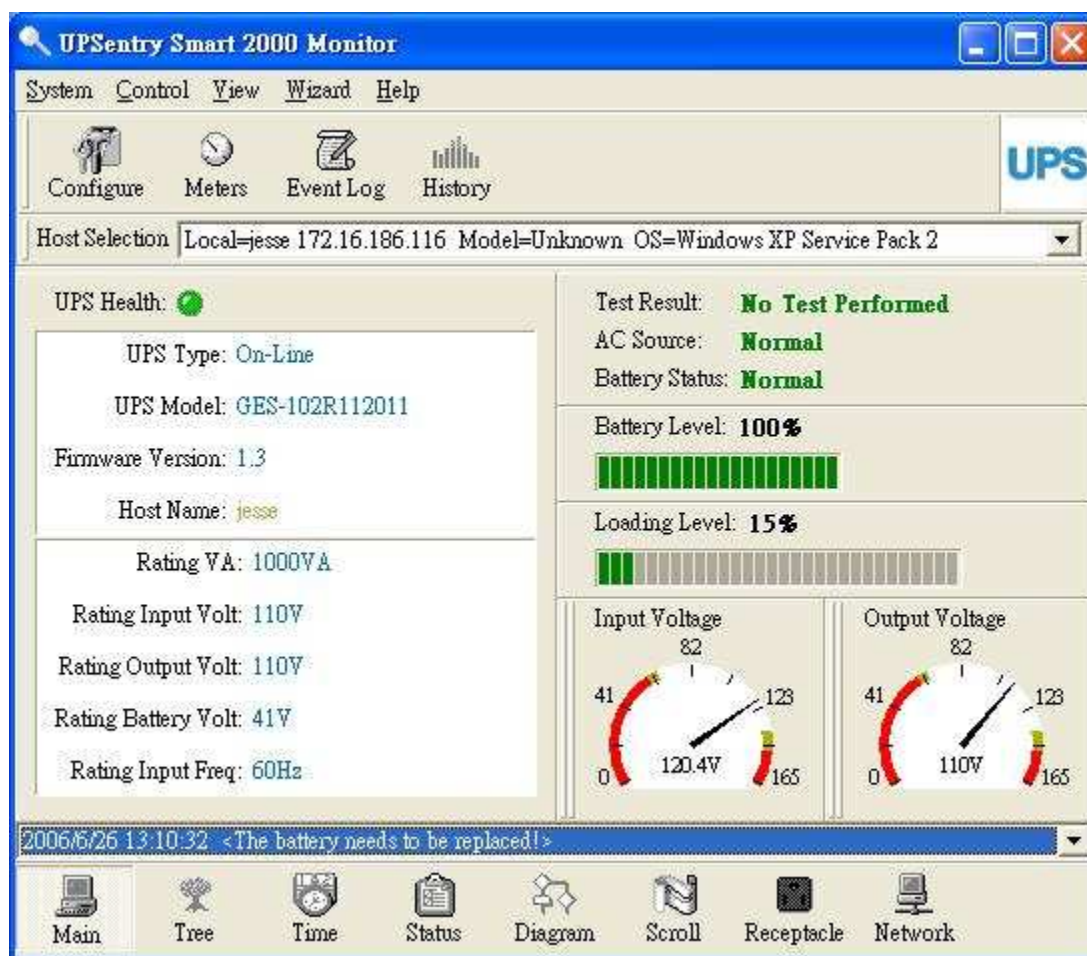 UPSentry Smart 2000 Monitor
System Control View Wizard Help
Configure Meters Event Log History
UPS
Host Selection Local=jesse 172.16.186.116 Model=Unknown OS=Windows XP Service Pack 2
UPS Health:
UPS Type: On-Line
UPS Model: GES-102R112011
Firmware Version: 1.3
Host Name: jesse
Rating VA: 1000VA
Rating Input Volt: 110V
Rating Output Volt: 110V
Rating Battery Volt: 41V
Rating Input Freq: 60Hz
Test Result: No Test Performed
AC Source: Normal
Battery Status: Normal
Battery Level: 100%
Loading Level: 15%
Input Voltage
82
41 123
0 120.4V 165
Output Voltage
82
41 123
0 110V 165
2006/6/26 13:10:32 <The battery needs to be replaced!>
Main Tree Time Status Diagram Scroll Receptacle Network